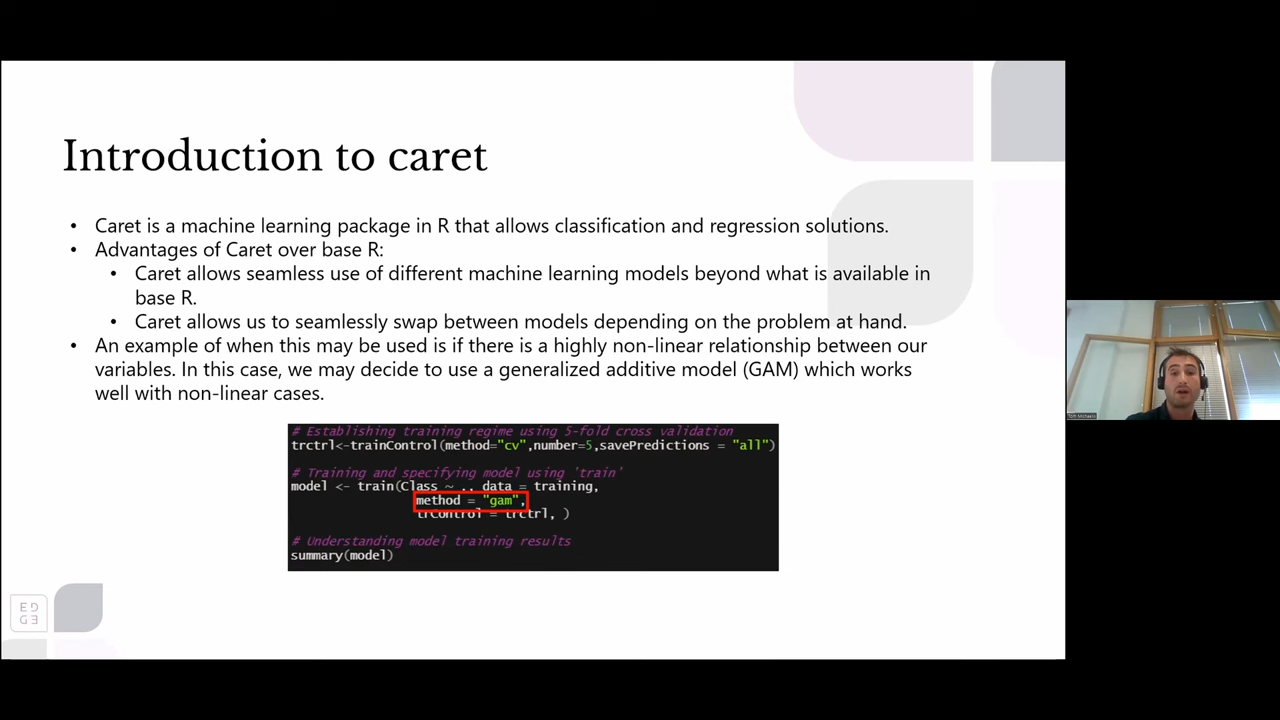 Introduction to caret
• Caret is a machine learning package in R that allows classification and regression solutions.
• Advantages of Caret over base R:
• Caret allows seamless use of different machine learning models beyond what is available in
base R.
• Caret allows us to seamlessly swap between models depending on the problem at hand.
• An example of when this may be used is if there is a highly non-linear relationship between our
variables. In this case, we may decide to use a generalized additive model (GAM) which works
well with non-linear cases.
# Establishing training regime using 5-fold cross validation
trctrl<-trainControl(method="cv",number=5,savePredictions = "all")
# Training and specifying model using 'train'
model <- train(Class ~ ., data = training,
method = "gam",
trControl = trctrl, )
# Understanding model training results
summary(model)
ED
GE
Tom Michaels